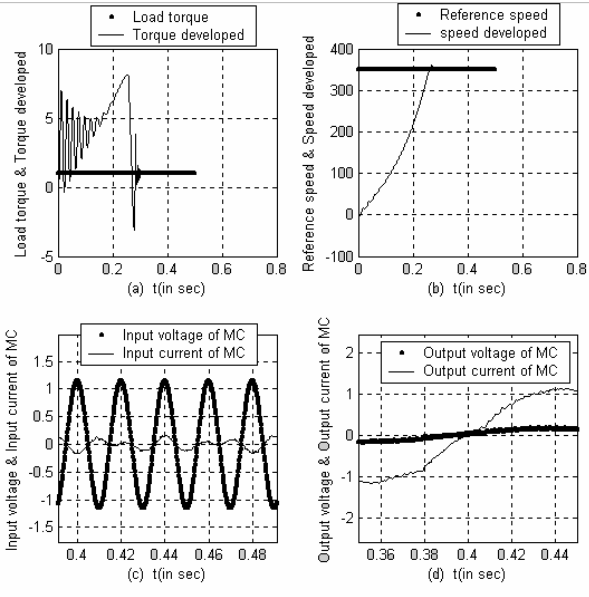 Load torque
Torque developed
Load torque & Torque developed
10
5
0
-5
0 0.2 0.4 0.6 0.8
(a) t(in sec)
Reference speed
speed developed
Reference speed & Speed developed
400
300
200
100
0
-100
0 0.2 0.4 0.6 0.8
(b) t(in sec)
Input voltage of MC
Input current of MC
Input voltage & Input current of MC
1.5
1
0.5
0
-0.5
-1
-1.5
0.4 0.42 0.44 0.46 0.48
(c) t(in sec)
Output voltage of MC
Output current of MC
Output voltage & Output current of MC
2
1
0
-1
-2
0.36 0.38 0.4 0.42 0.44
(d) t(in sec)